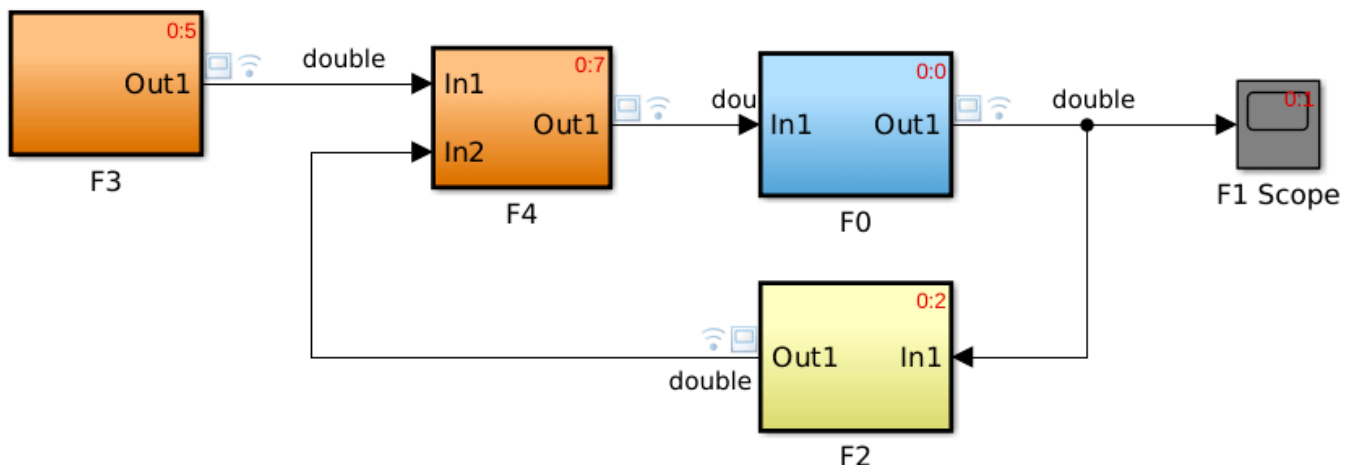 0:5
Out1
F3
double
0:7
In1
Out1
In2
F4
dou
0:0
In1 Out1
F0
double
0:1
F1 Scope
0:2
Out1 In1
F2
double